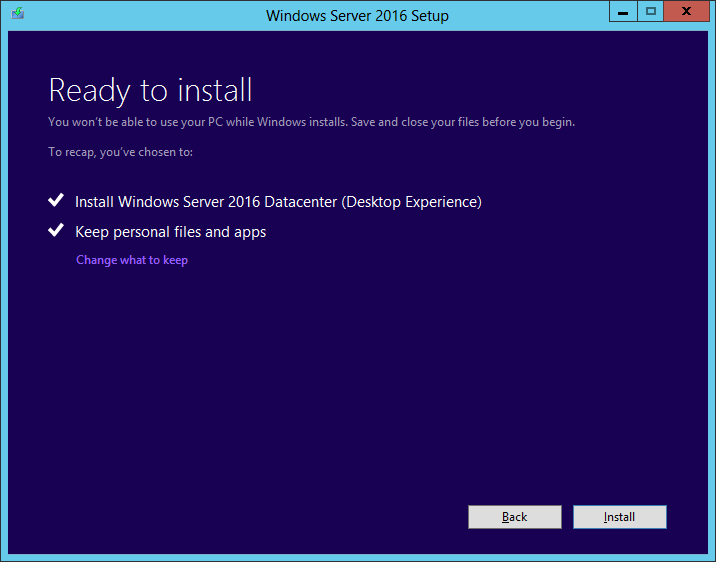 Windows Server 2016 Setup
Ready to install
You won't be able to use your PC while Windows installs. Save and close your files before you begin.
To recap, you've chosen to:
Install Windows Server 2016 Datacenter (Desktop Experience)
Keep personal files and apps
Change what to keep
Back Install